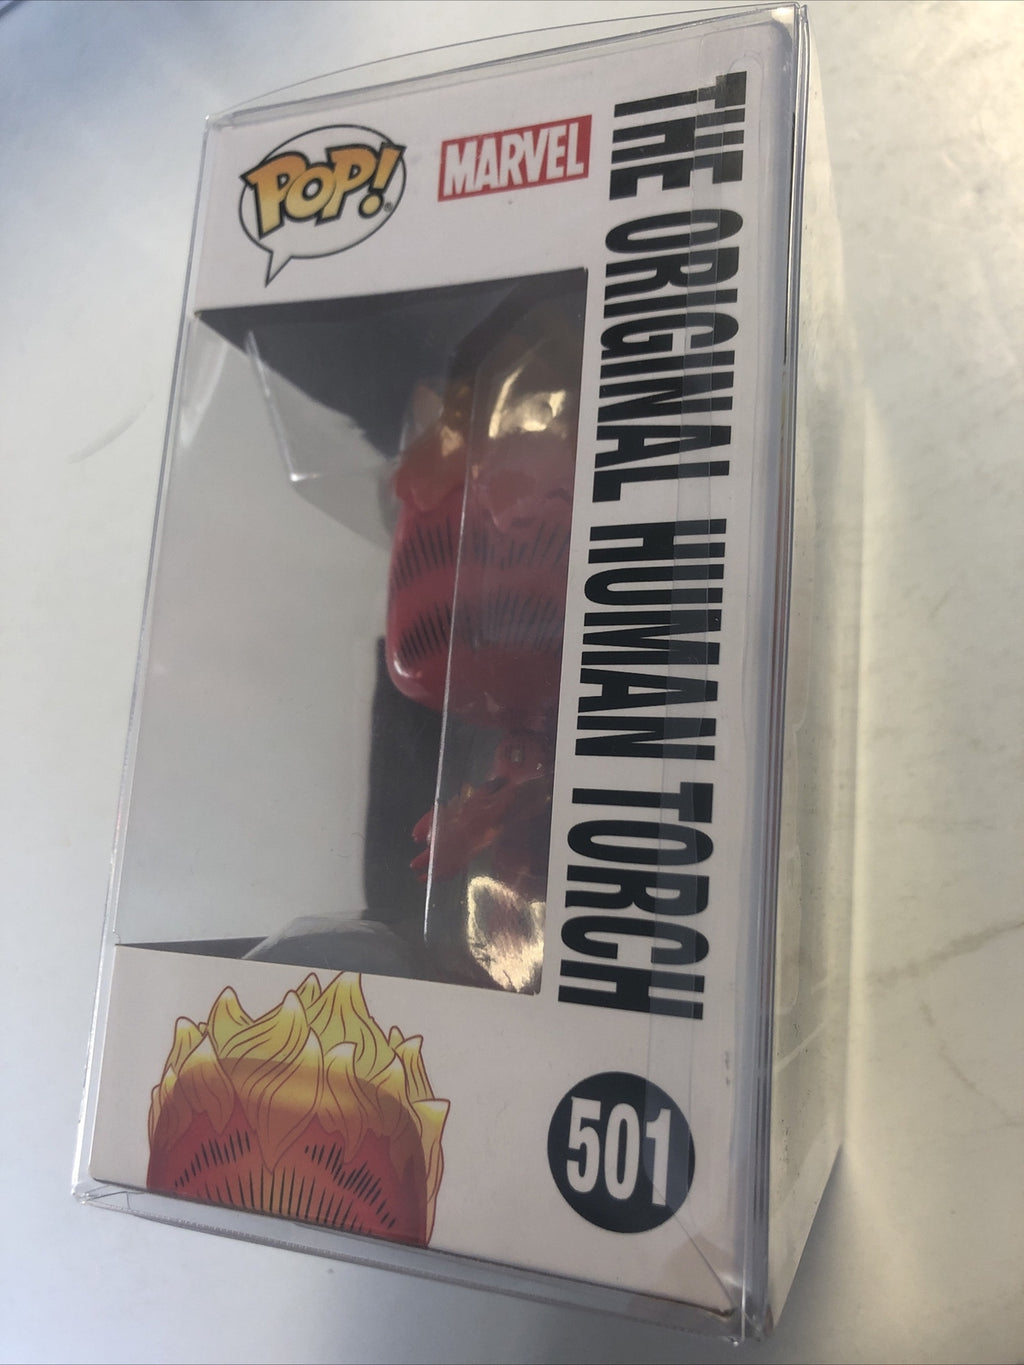 POP!
MARVEL
THE ORIGINAL HUMAN TORCH
501